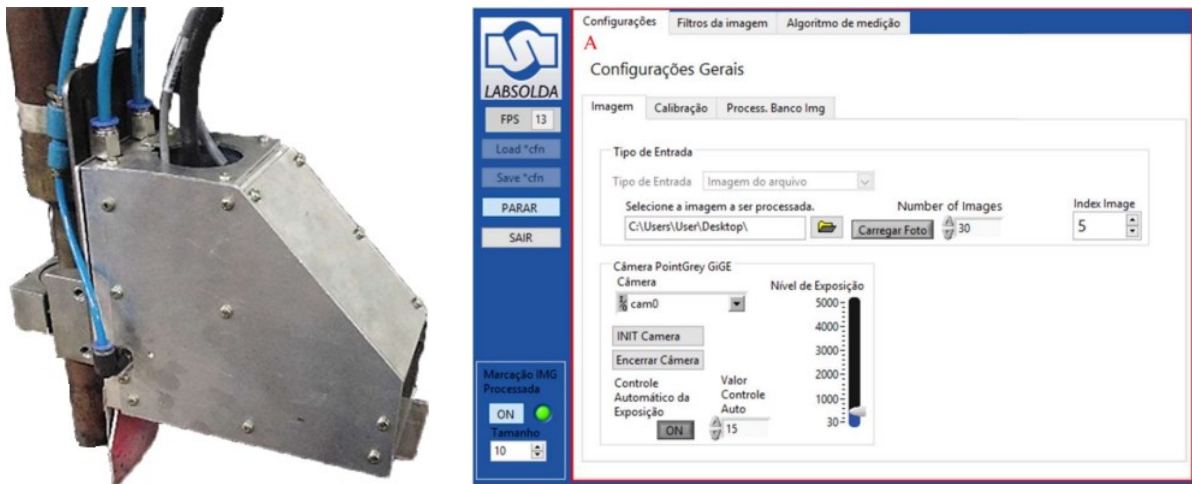 LABSOLDA
FPS 13
Load *cfn
Save *cfn
PARAR
SAIR
Marcação IMG
Processada
ON
Tamanho
10
Configurações Filtros da imagem Algoritmo de medição
A
Configurações Gerais
Imagem Calibração Process. Banco Img
Tipo de Entrada
Tipo de Entrada Imagem do arquivo
Selecione a imagem a ser processada.
C:\Users\User\Desktop\
Carregar Foto
Number of Images
30
Index Image
5
Câmera PointGrey GiGE
Câmera
cam0
INIT Camera
Encerrar Câmera
Controle
Automático da
Exposição
ON
Valor
Controle
Auto
15
Nível de Exposição
5000
4000
3000
2000
1000
30